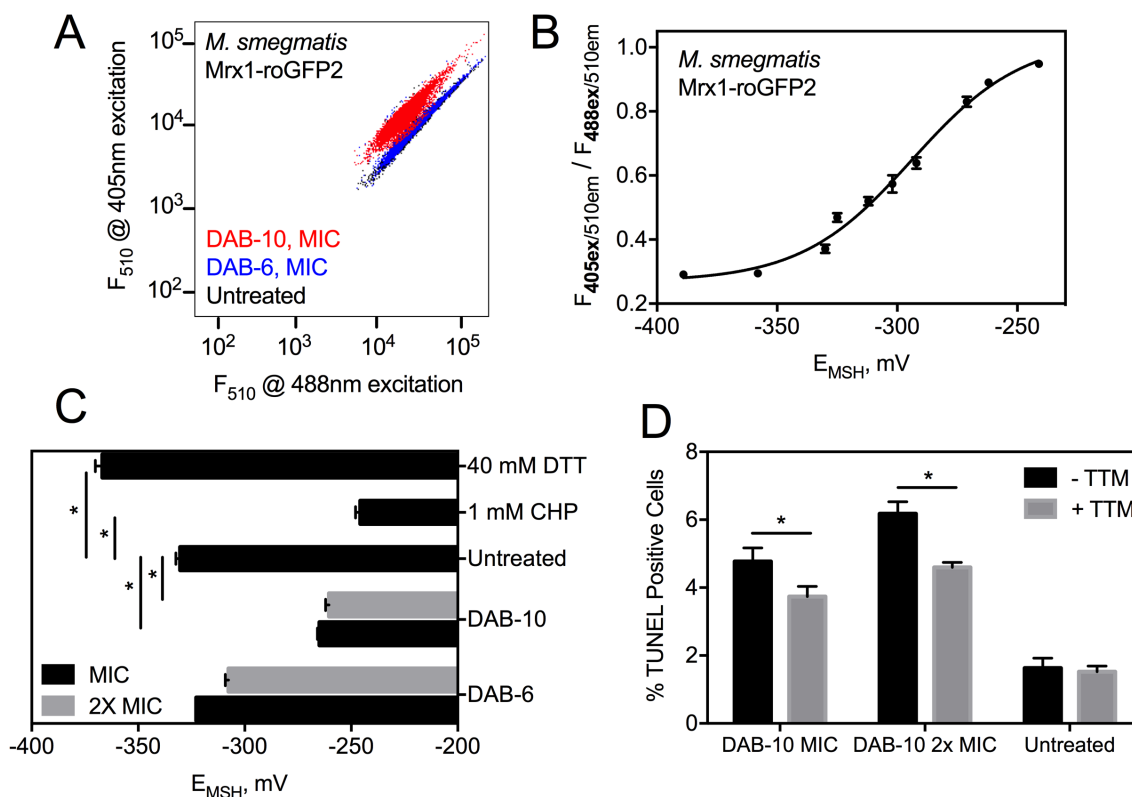 A
M. smegmatis
Mrx1-roGFP2
F510 @ 405nm excitation
10^5
10^4
10^3
10^2
DAB-10, MIC
DAB-6, MIC
Untreated
10^2 10^3 10^4 10^5
F510 @ 488nm excitation
B
M. smegmatis
Mrx1-roGFP2
F405ex/510em / F488ex/510em
1.0
0.8
0.6
0.4
0.2
-400 -350 -300 -250
EMSH, mV
C
40 mM DTT
1 mM CHP
Untreated
DAB-10
DAB-6
* * * *
MIC
2X MIC
-400 -350 -300 -250 -200
EMSH, mV
D
% TUNEL Positive Cells
8
6
4
2
0
- TTM
+ TTM
* *
DAB-10 MIC DAB-10 2x MIC Untreated